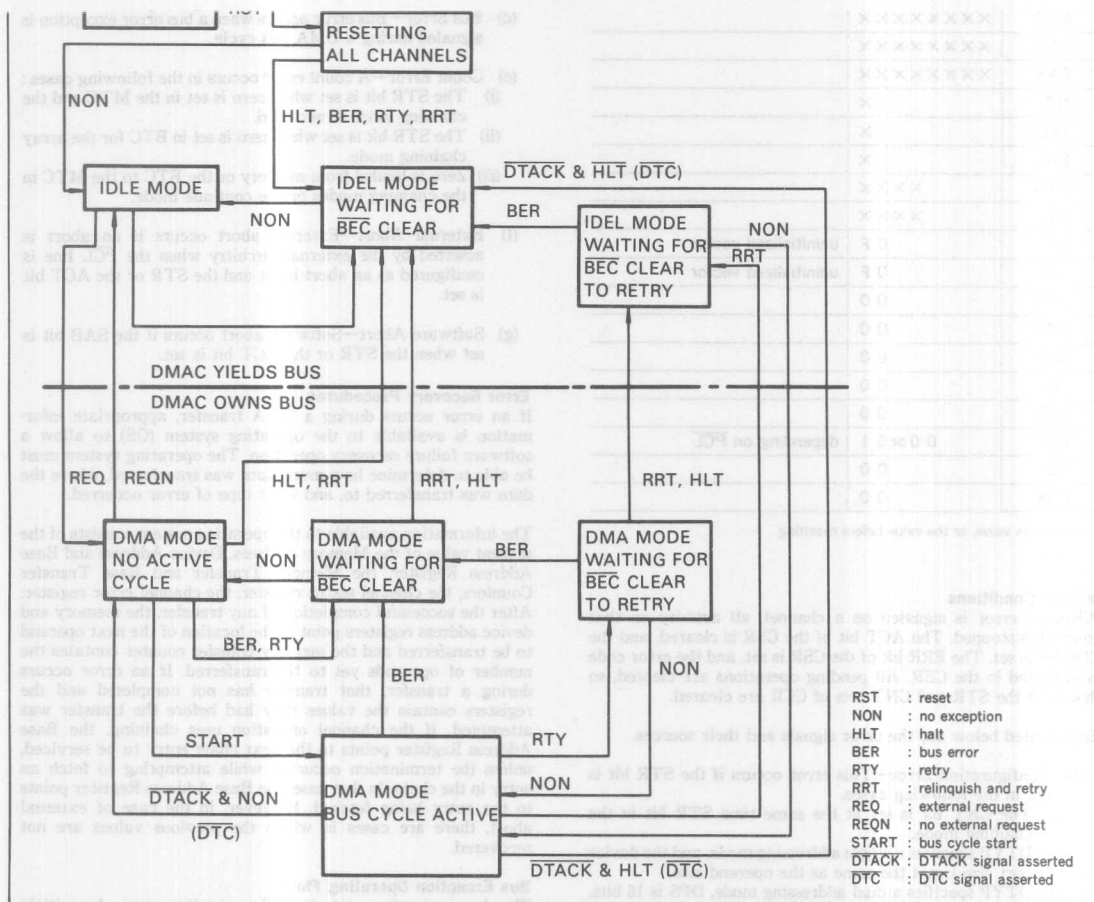 RESETTING
ALL CHANNELS
NON
HLT, BER, RTY, RRT
IDLE MODE
NON
IDEL MODE
WAITING FOR
BEC CLEAR
DTACK & HLT (DTC)
BER
IDEL MODE
WAITING FOR
BEC CLEAR
TO RETRY
NON
RRT
DMAC YIELDS BUS
DMAC OWNS BUS
REQ
REQN
HLT, RRT
RRT, HLT
RRT, HLT
DMA MODE
NO ACTIVE
CYCLE
NON
DMA MODE
WAITING FOR
BEC CLEAR
BER
DMA MODE
WAITING FOR
BEC CLEAR
TO RETRY
BER, RTY
BER
NON
START
RTY
NON
DTACK & NON
(DTC)
DMA MODE
BUS CYCLE ACTIVE
DTACK & HLT (DTC)
RST : reset
NON : no exception
HLT : halt
BER : bus error
RTY : retry
RRT : relinquish and retry
REQ : external request
REQN : no external request
START : bus cycle start
DTACK : DTACK signal asserted
DTC : DTC signal asserted